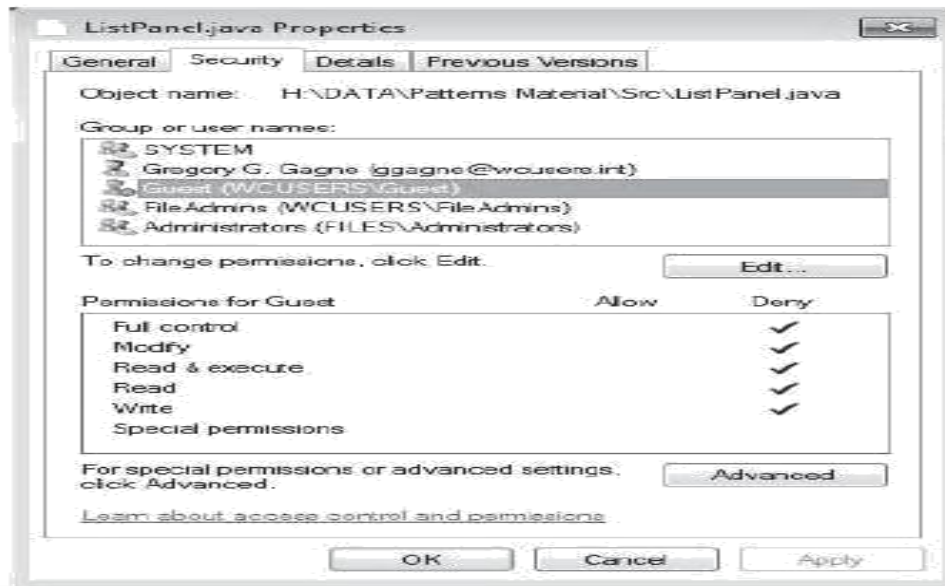 ListPanel.java Properties
General Security Details Previous Versions
Object name: H:\DATA\Patterns Material\Src\ListPanel.java
Group or user names:
SYSTEM
Gregory G. Gagne (ggagne@wcusers.int)
Guest (WCUSERS\Guest)
FileAdmins (WCUSERS\FileAdmins)
Administrators (FILES\Administrators)
To change permissions, click Edit.
Edit...
Permissions for Guest Allow Deny
Full control
Modify
Read & execute
Read
Write
Special permissions
For special permissions or advanced settings, click Advanced.
Advanced
Learn about access control and permissions
OK Cancel Apply